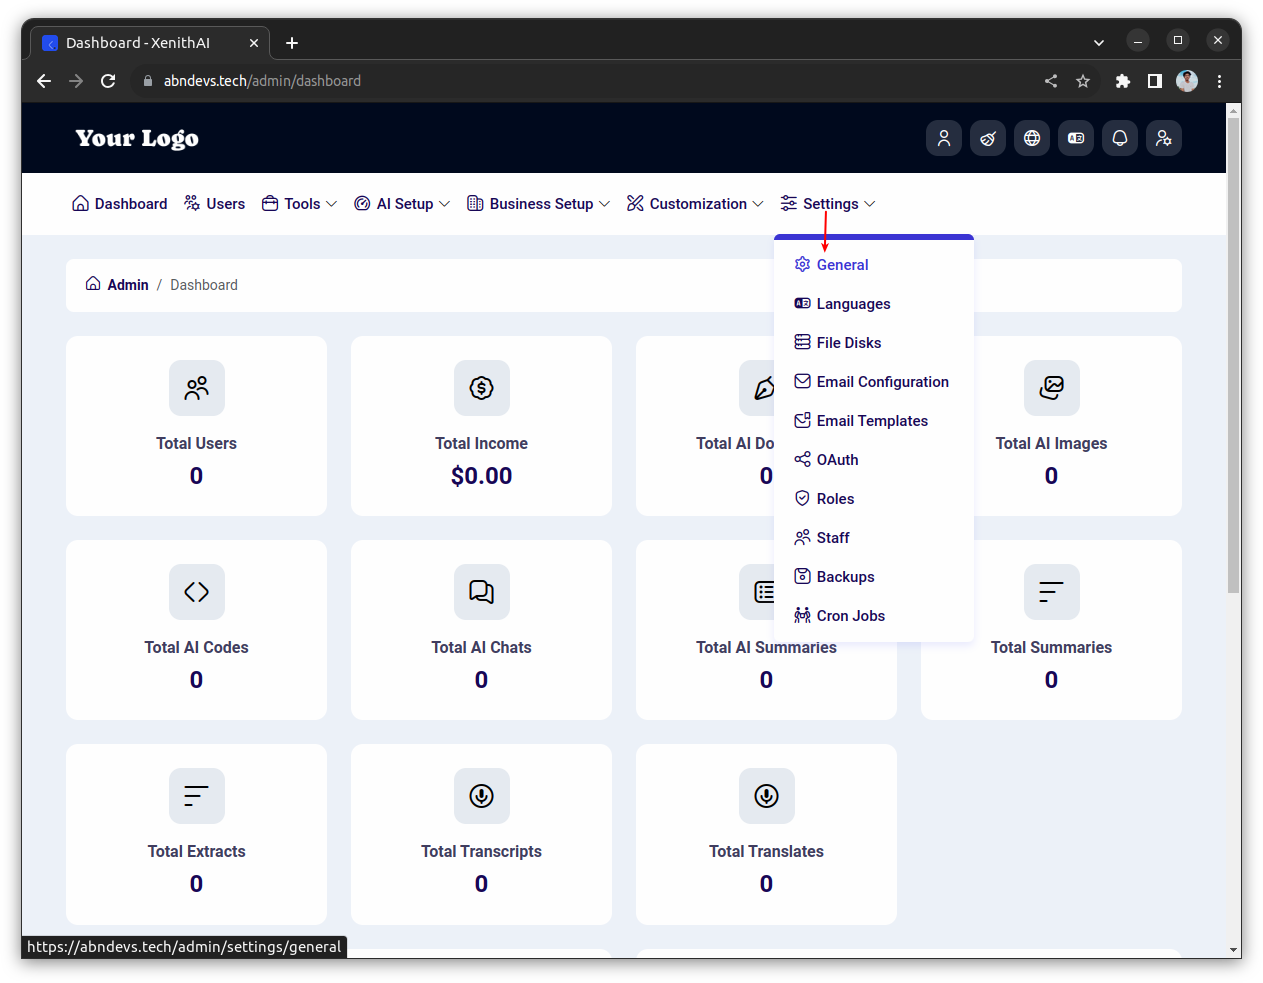 Dashboard - XenithAI
abndevs.tech/admin/dashboard
Your Logo
Dashboard Users Tools AI Setup Business Setup Customization Settings
Admin / Dashboard
General
Languages
File Disks
Email Configuration
Email Templates
OAuth
Roles
Staff
Backups
Cron Jobs
Total Users
0
Total Income
$0.00
Total AI Do
0
Total AI Images
0
Total AI Codes
0
Total AI Chats
0
Total AI Summaries
0
Total Summaries
0
Total Extracts
0
Total Transcripts
0
Total Translates
0
https://abndevs.tech/admin/settings/general